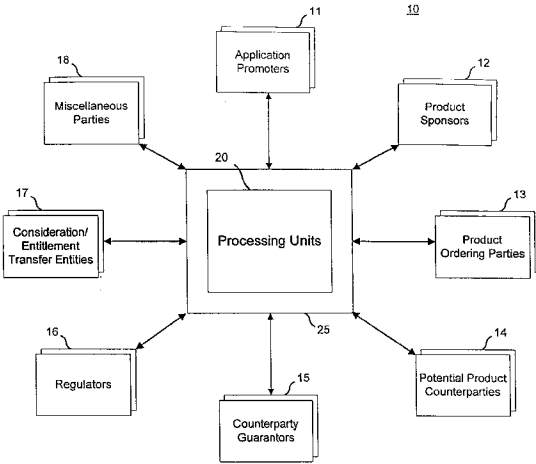 10
11
Application
Promoters
18
Miscellaneous
Parties
12
Product
Sponsors
20
Processing Units
17
Consideration/
Entitlement
Transfer Entities
13
Product
Ordering Parties
25
16
Regulators
14
Potential Product
Counterparties
15
Counterparty
Guarantors